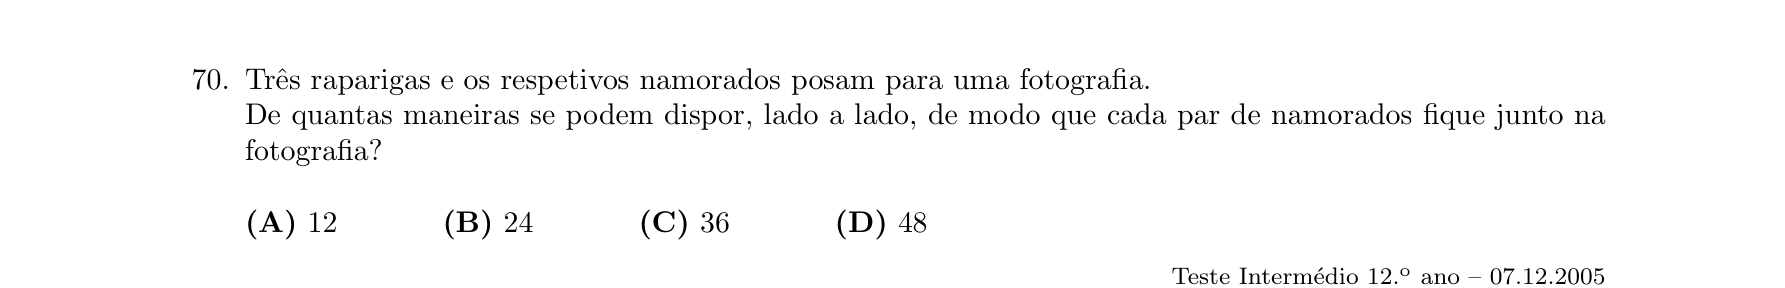 70. Três raparigas e os respetivos namorados posam para uma fotografia.
De quantas maneiras se podem dispor, lado a lado, de modo que cada par de namorados fique junto na
fotografia?
(A) 12 (B) 24 (C) 36 (D) 48
Teste Intermédio 12.º ano – 07.12.2005